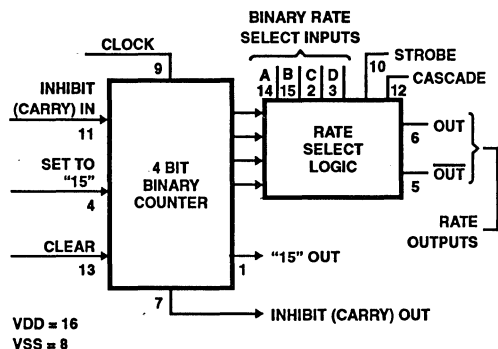 BINARY RATE
SELECT INPUTS
CLOCK
9
A B C D
14 15 2 3
STROBE
10
CASCADE
12
INHIBIT
(CARRY) IN
11
SET TO
“15”
4
CLEAR
13
4 BIT
BINARY
COUNTER
RATE
SELECT
LOGIC
OUT
6
OUT
5
RATE
OUTPUTS
1
“15” OUT
7
INHIBIT (CARRY) OUT
VDD = 16
VSS = 8